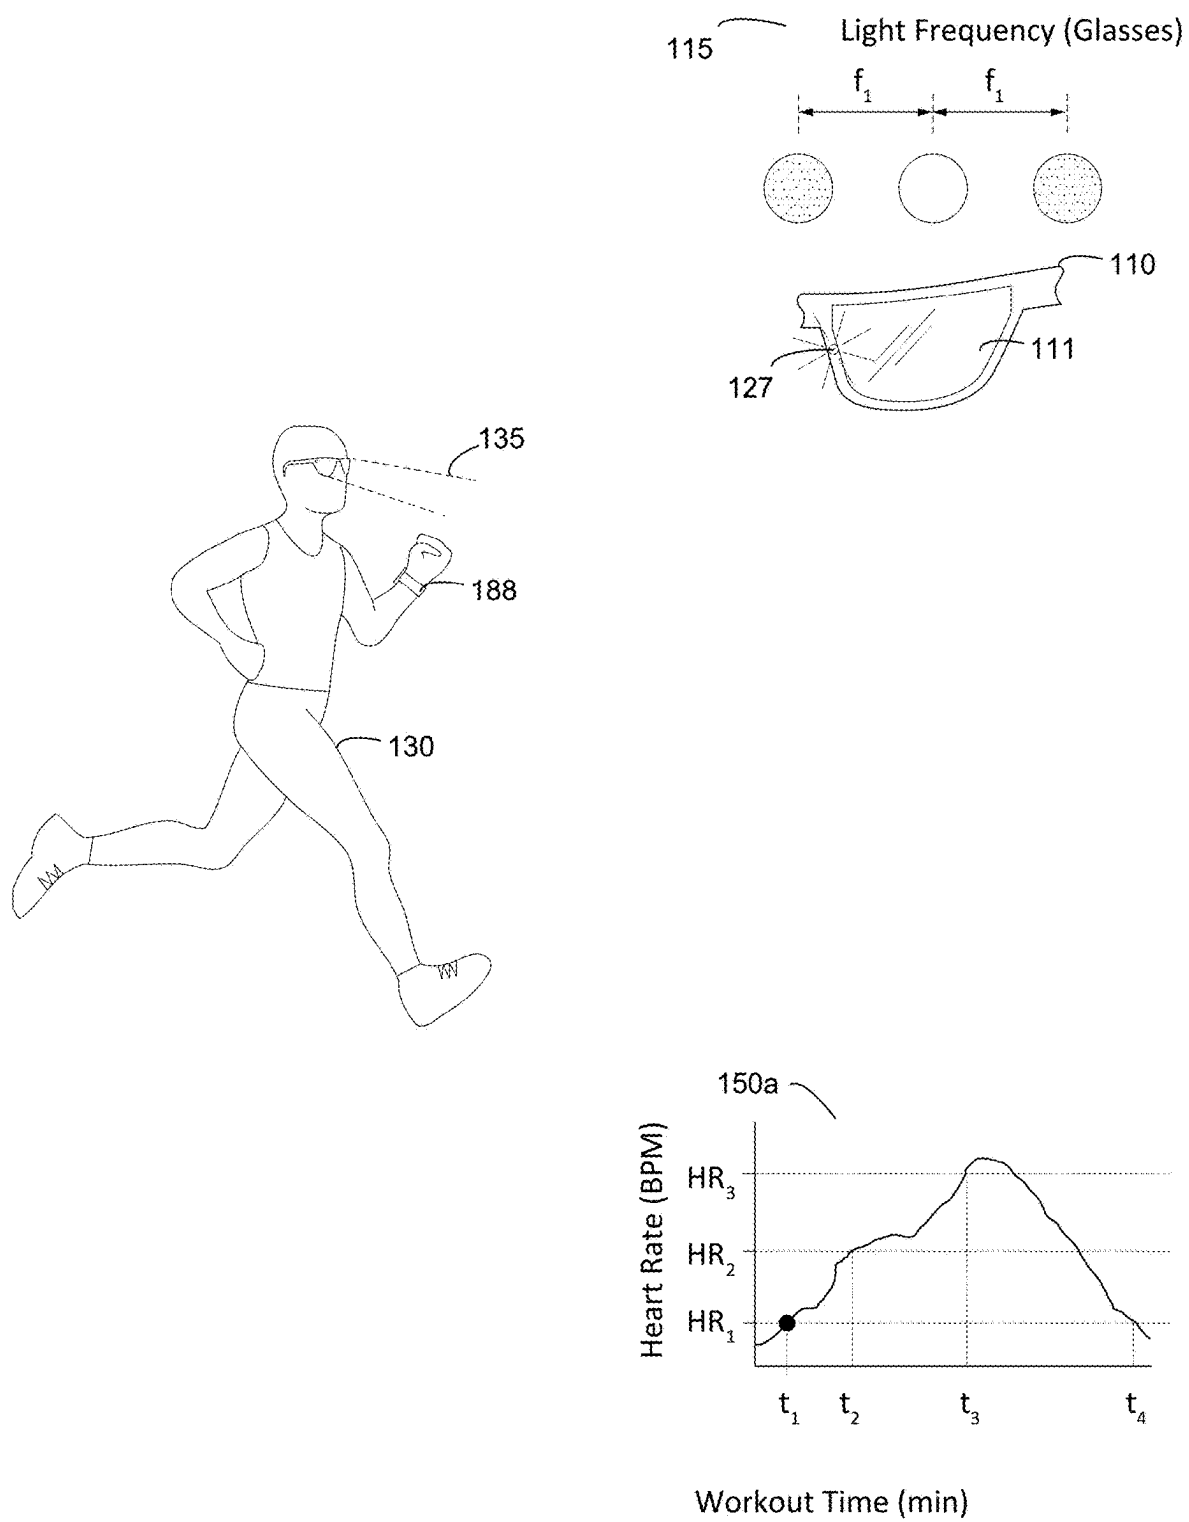 115
Light Frequency (Glasses)
f1 f1
110
111
127
135
188
130
150a
Heart Rate (BPM)
HR3
HR2
HR1
t1 t2 t3 t4
Workout Time (min)